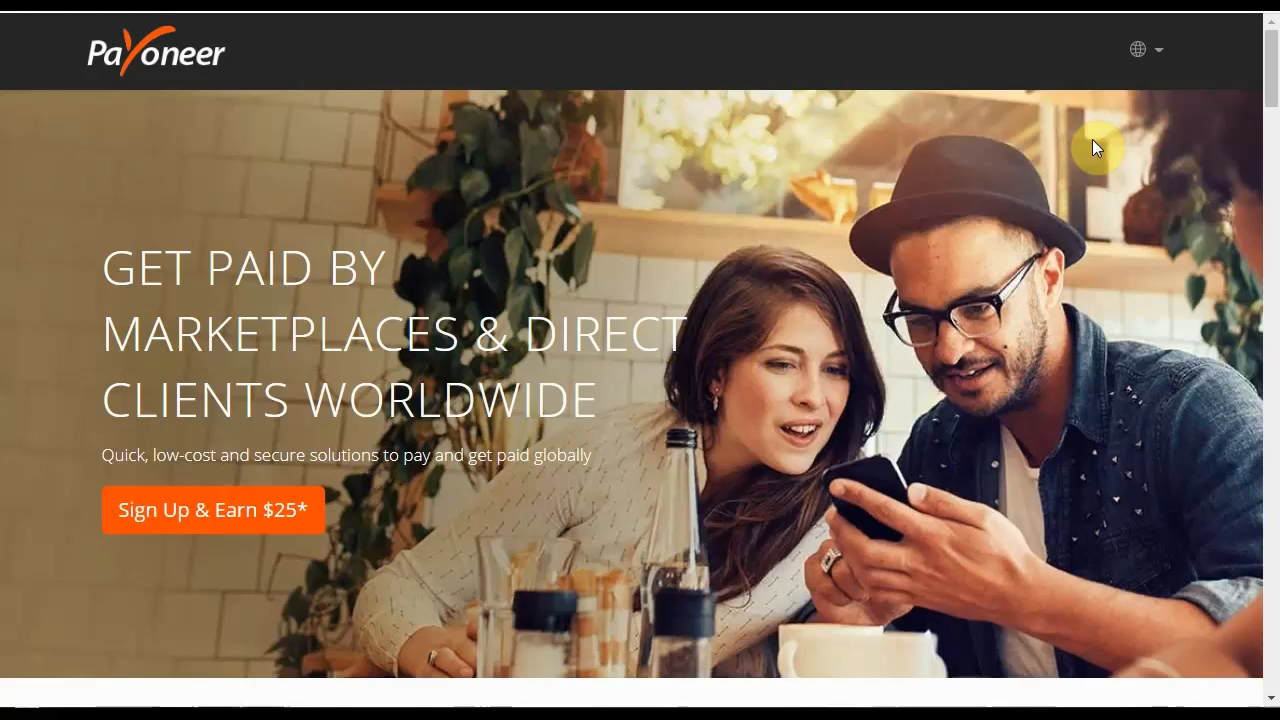 Payoneer
GET PAID BY
MARKETPLACES & DIRECT
CLIENTS WORLDWIDE
Quick, low-cost and secure solutions to pay and get paid globally
Sign Up & Earn $25*